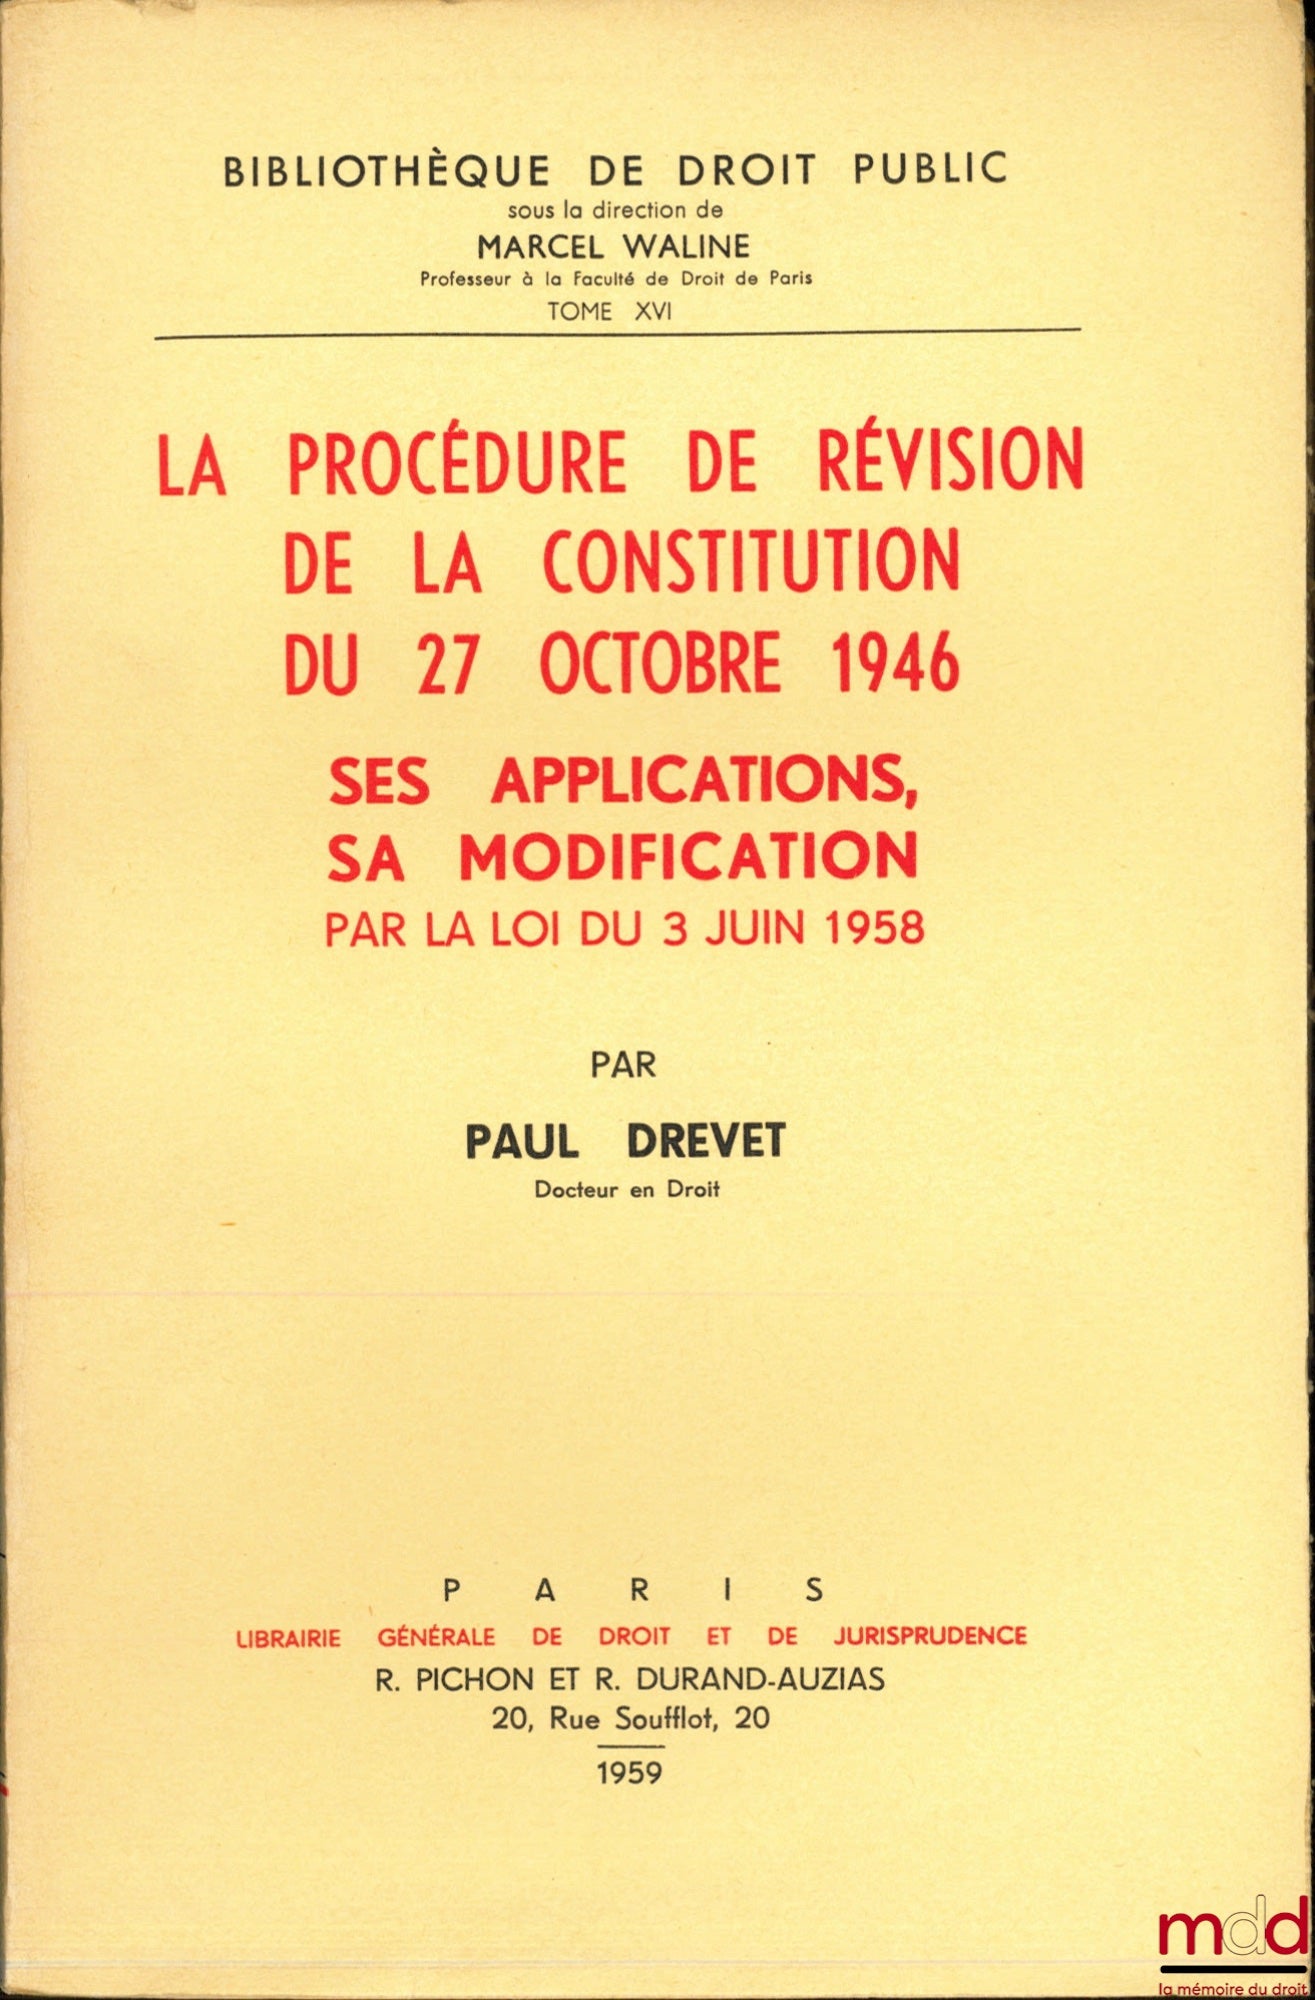 BIBLIOTHÈQUE DE DROIT PUBLIC
sous la direction de
MARCEL WALINE
Professeur à la Faculté de Droit de Paris
TOME XVI
LA PROCÉDURE DE RÉVISION
DE LA CONSTITUTION
DU 27 OCTOBRE 1946
SES APPLICATIONS,
SA MODIFICATION
PAR LA LOI DU 3 JUIN 1958
PAR
PAUL DREVET
Docteur en Droit
PARIS
LIBRAIRIE GÉNÉRALE DE DROIT ET DE JURISPRUDENCE
R. PICHON ET R. DURAND-AUZIAS
20, Rue Soufflot, 20
1959
mdd
la mémoire du droit